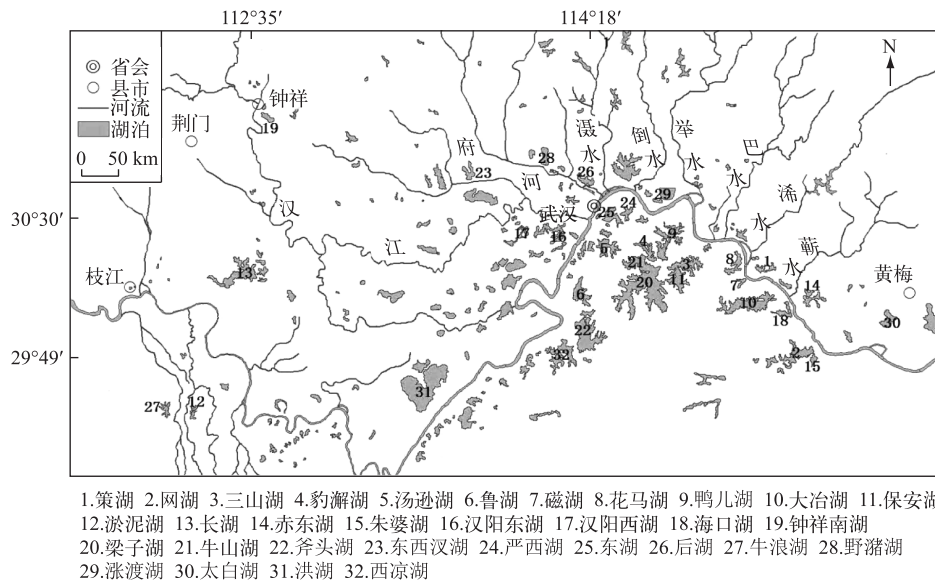 112°35′ 114°18′
N
省会
县市
河流
湖泊
0 50 km
钟祥
19
荆门
府
河
滠
水
倒
水
举
水
巴
水
浠
水
蕲
水
汉
江
28
23
26
武汉
25
24
29
30°30′
17
16
5
4
9
21
20
3
11
8
7
1
10
14
18
黄梅
30
枝江
13
6
22
32
2
15
29°49′
31
27
12
1.策湖 2.网湖 3.三山湖 4.豹澥湖 5.汤逊湖 6.鲁湖 7.磁湖 8.花马湖 9.鸭儿湖 10.大冶湖 11.保安湖
12.淤泥湖 13.长湖 14.赤东湖 15.朱婆湖 16.汉阳东湖 17.汉阳西湖 18.海口湖 19.钟祥南湖
20.梁子湖 21.牛山湖 22.斧头湖 23.东西汊湖 24.严西湖 25.东湖 26.后湖 27.牛浪湖 28.野潴湖
29.涨渡湖 30.太白湖 31.洪湖 32.西凉湖